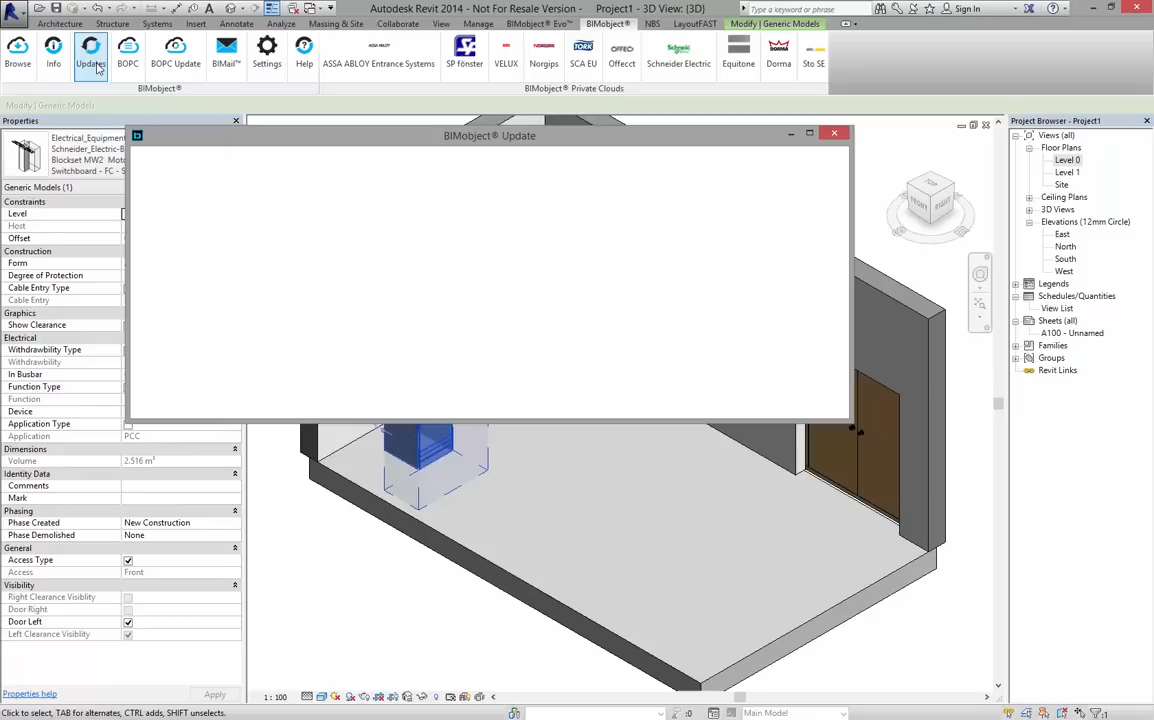 Autodesk Revit 2014 - Not For Resale Version - Project1 - 3D View: {3D}
Type a keyword or phrase
Sign In
Architecture Structure Systems Insert Annotate Analyze Massing & Site Collaborate View Manage BIMobject® Evo™ BIMobject® NBS LayoutFAST Modify | Generic Models
Browse Info Updates BOPC BOPC Update BIMail™ Settings Help ASSA ABLOY Entrance Systems SP fönster VELUX Norgips SCA EU Offecct Schneider Electric Equitone Dorma Sto SE
BIMobject® BIMobject® Private Clouds
Modify | Generic Models
Properties
Electrical_Equipment
Schneider_Electric-B
Blockset MW2 Moto
Switchboard - FC - S
Generic Models (1)
Constraints
Level
Host
Offset
Construction
Form
Degree of Protection
Cable Entry Type
Cable Entry
Graphics
Show Clearance
Electrical
Withdrawbility Type
Withdrawbility
In Busbar
Function Type
Function
Device
Application Type
Application PCC
Dimensions
Volume 2.516 m³
Identity Data
Comments
Mark
Phasing
Phase Created New Construction
Phase Demolished None
General
Access Type
Access Front
Visibility
Right Clearance Visiblity
Door Right
Door Left
Left Clearance Visiblity
Properties help Apply
BIMobject® Update
TOP
FRONT RIGHT
Project Browser - Project1
Views (all)
Floor Plans
Level 0
Level 1
Site
Ceiling Plans
3D Views
Elevations (12mm Circle)
East
North
South
West
Legends
Schedules/Quantities
View List
Sheets (all)
A100 - Unnamed
Families
Groups
Revit Links
1 : 100
Click to select, TAB for alternates, CTRL adds, SHIFT unselects.
:0 Main Model :1